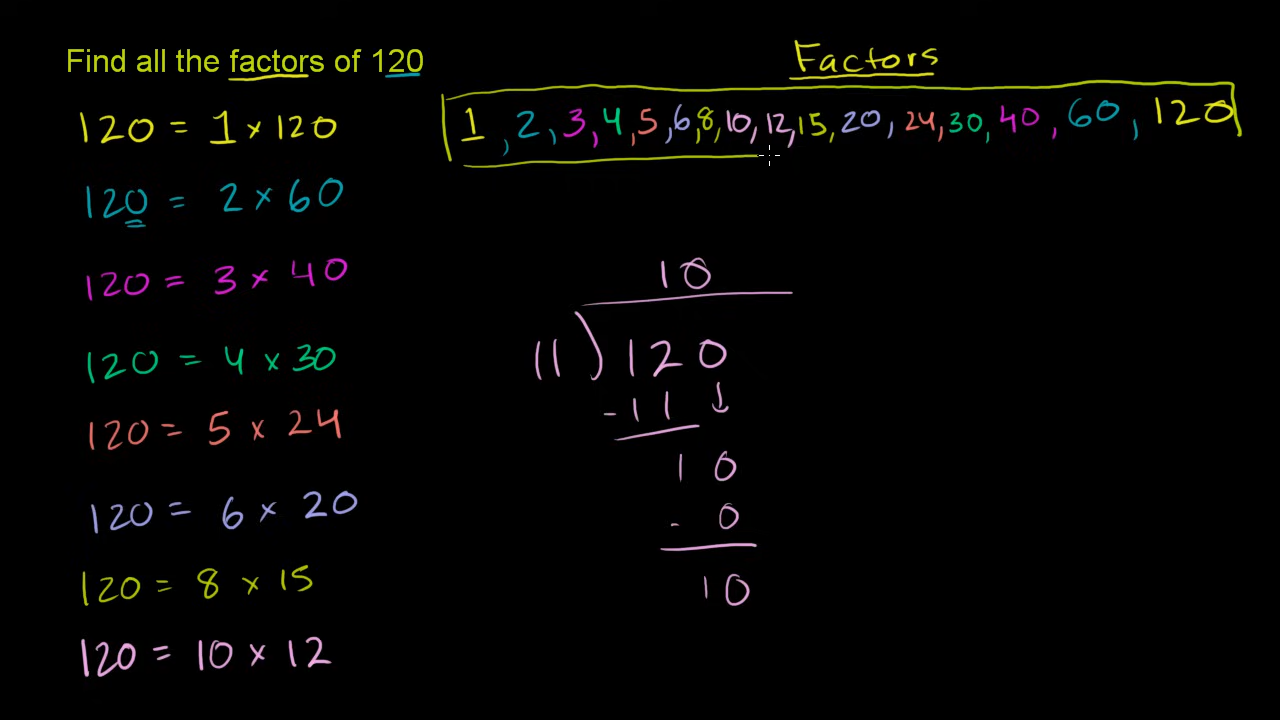 Find all the factors of 120
Factors
1, 2, 3, 4, 5, 6, 8, 10, 12, 15, 20, 24, 30, 40, 60, 120
120 = 1 × 120
120 = 2 × 60
120 = 3 × 40
120 = 4 × 30
120 = 5 × 24
120 = 6 × 20
120 = 8 × 15
120 = 10 × 12
10
11)120
-11↓
10
- 0
10